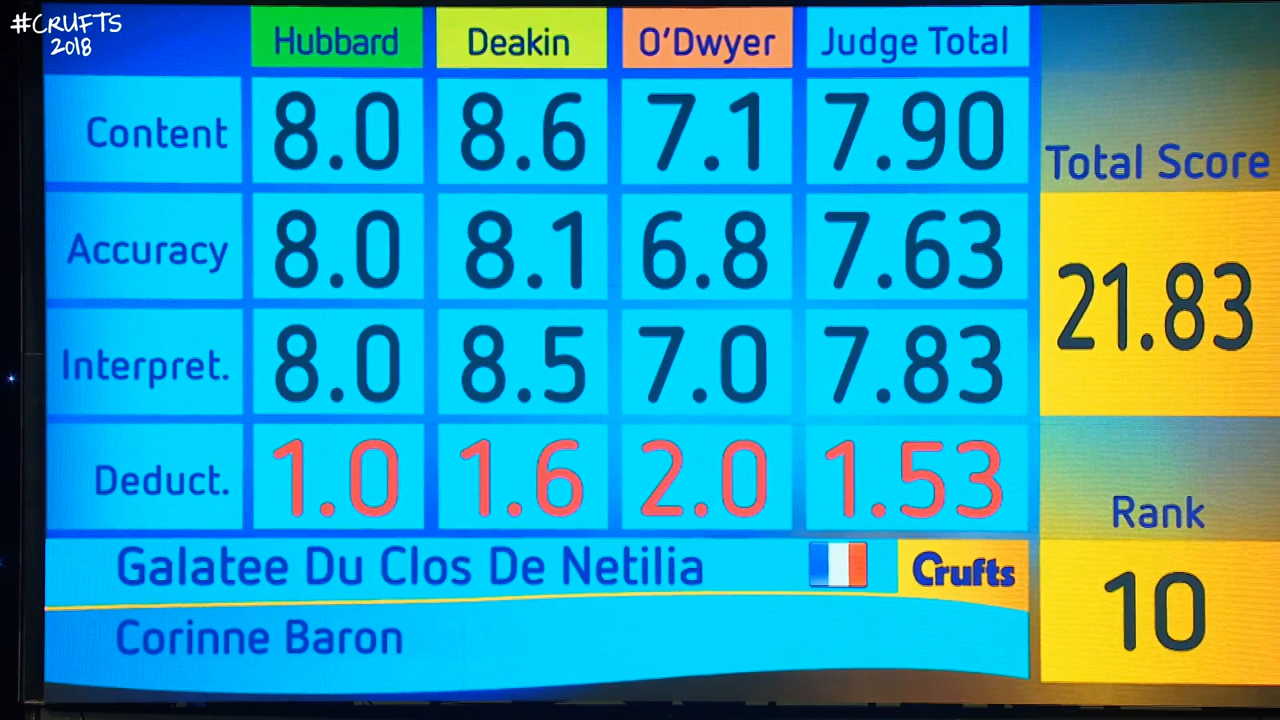 #CRUFTS
2018
Hubbard Deakin O'Dwyer Judge Total
Content 8.0 8.6 7.1 7.90
Total Score
Accuracy 8.0 8.1 6.8 7.63
21.83
Interpret. 8.0 8.5 7.0 7.83
Deduct. 1.0 1.6 2.0 1.53
Rank
Galatee Du Clos De Netilia Crufts
10
Corinne Baron